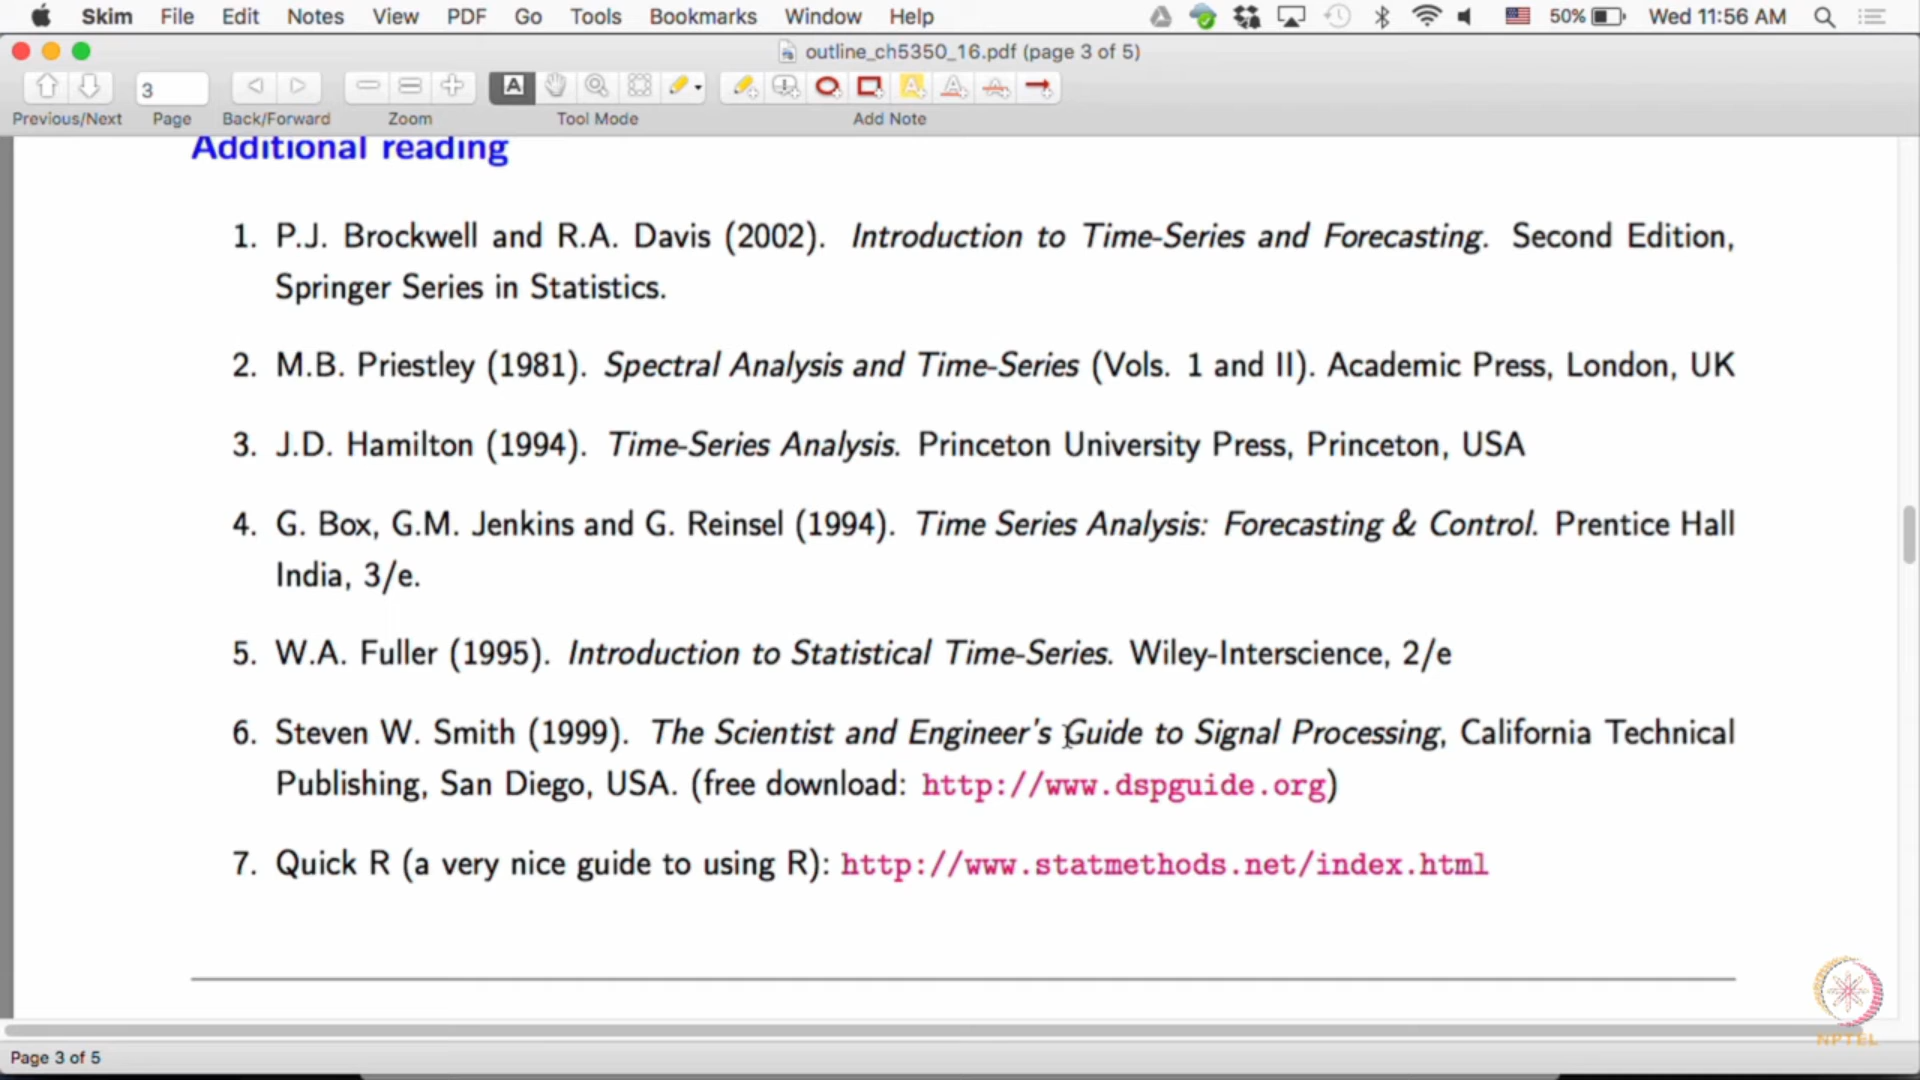 Skim File Edit Notes View PDF Go Tools Bookmarks Window Help 50% Wed 11:56 AM
outline_ch5350_16.pdf (page 3 of 5)
3
Previous/Next Page Back/Forward Zoom Tool Mode Add Note
Additional reading
1. P.J. Brockwell and R.A. Davis (2002). Introduction to Time-Series and Forecasting. Second Edition,
Springer Series in Statistics.
2. M.B. Priestley (1981). Spectral Analysis and Time-Series (Vols. 1 and II). Academic Press, London, UK
3. J.D. Hamilton (1994). Time-Series Analysis. Princeton University Press, Princeton, USA
4. G. Box, G.M. Jenkins and G. Reinsel (1994). Time Series Analysis: Forecasting & Control. Prentice Hall
India, 3/e.
5. W.A. Fuller (1995). Introduction to Statistical Time-Series. Wiley-Interscience, 2/e
6. Steven W. Smith (1999). The Scientist and Engineer's Guide to Signal Processing, California Technical
Publishing, San Diego, USA. (free download: http://www.dspguide.org)
7. Quick R (a very nice guide to using R): http://www.statmethods.net/index.html
NPTEL
Page 3 of 5